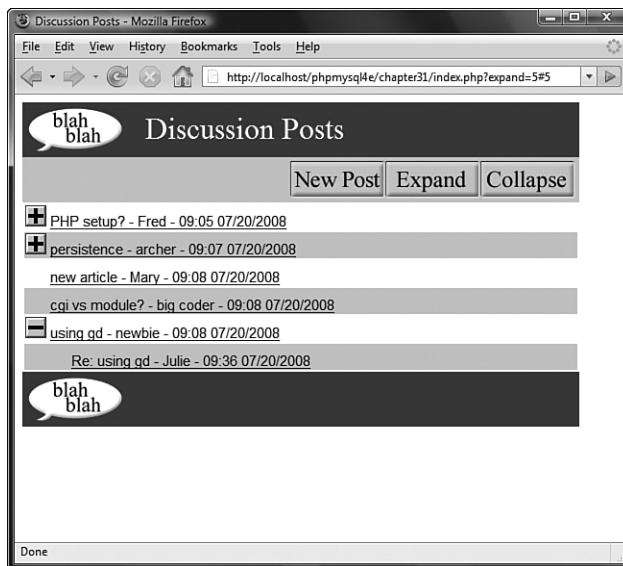 Discussion Posts - Mozilla Firefox
File Edit View History Bookmarks Tools Help
http://localhost/phpmysql4e/chapter31/index.php?expand=5#5
blah
blah
Discussion Posts
New Post Expand Collapse
PHP setup? - Fred - 09:05 07/20/2008
persistence - archer - 09:07 07/20/2008
new article - Mary - 09:08 07/20/2008
cgi vs module? - big coder - 09:08 07/20/2008
using gd - newbie - 09:08 07/20/2008
Re: using gd - Julie - 09:36 07/20/2008
blah
blah
Done